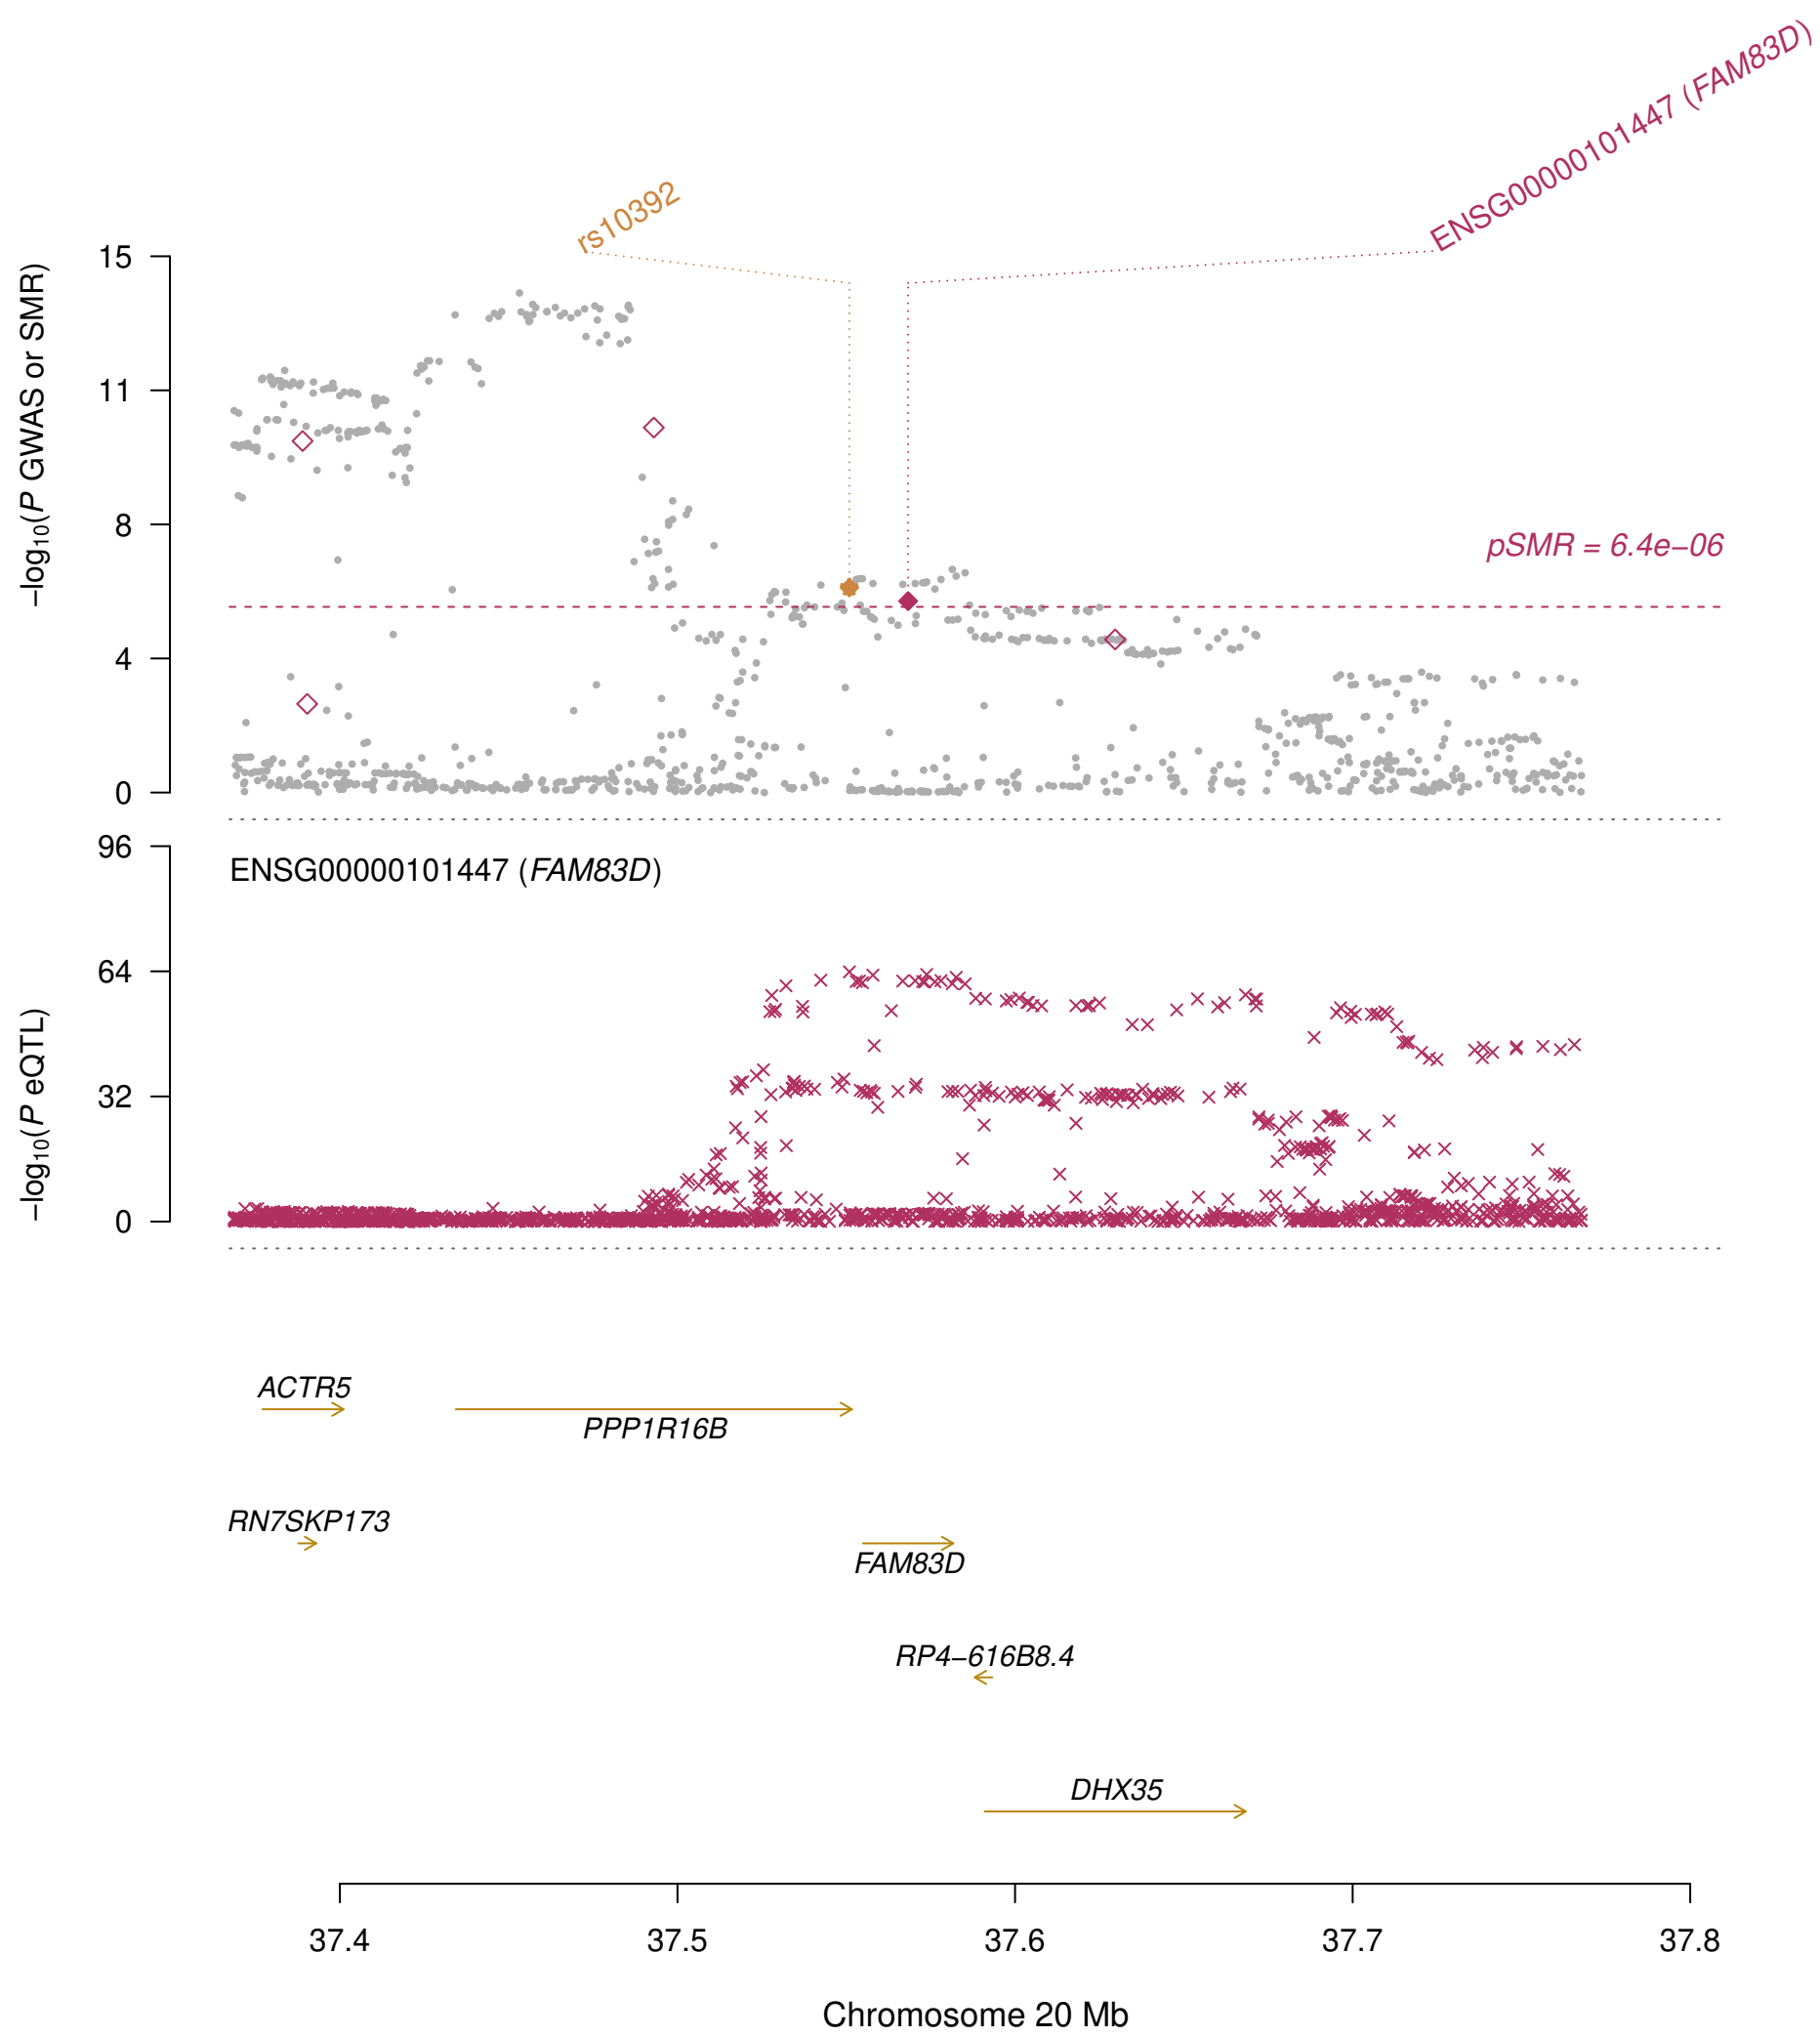 ENSG00000101447 (FAM83D)
rs10392
−log10(P GWAS or SMR)
15
11
8
4
0
pSMR = 6.4e−06
−log10(P eQTL)
96
64
32
0
ENSG00000101447 (FAM83D)
ACTR5
PPP1R16B
RN7SKP173
FAM83D
RP4−616B8.4
DHX35
37.4 37.5 37.6 37.7 37.8
Chromosome 20 Mb